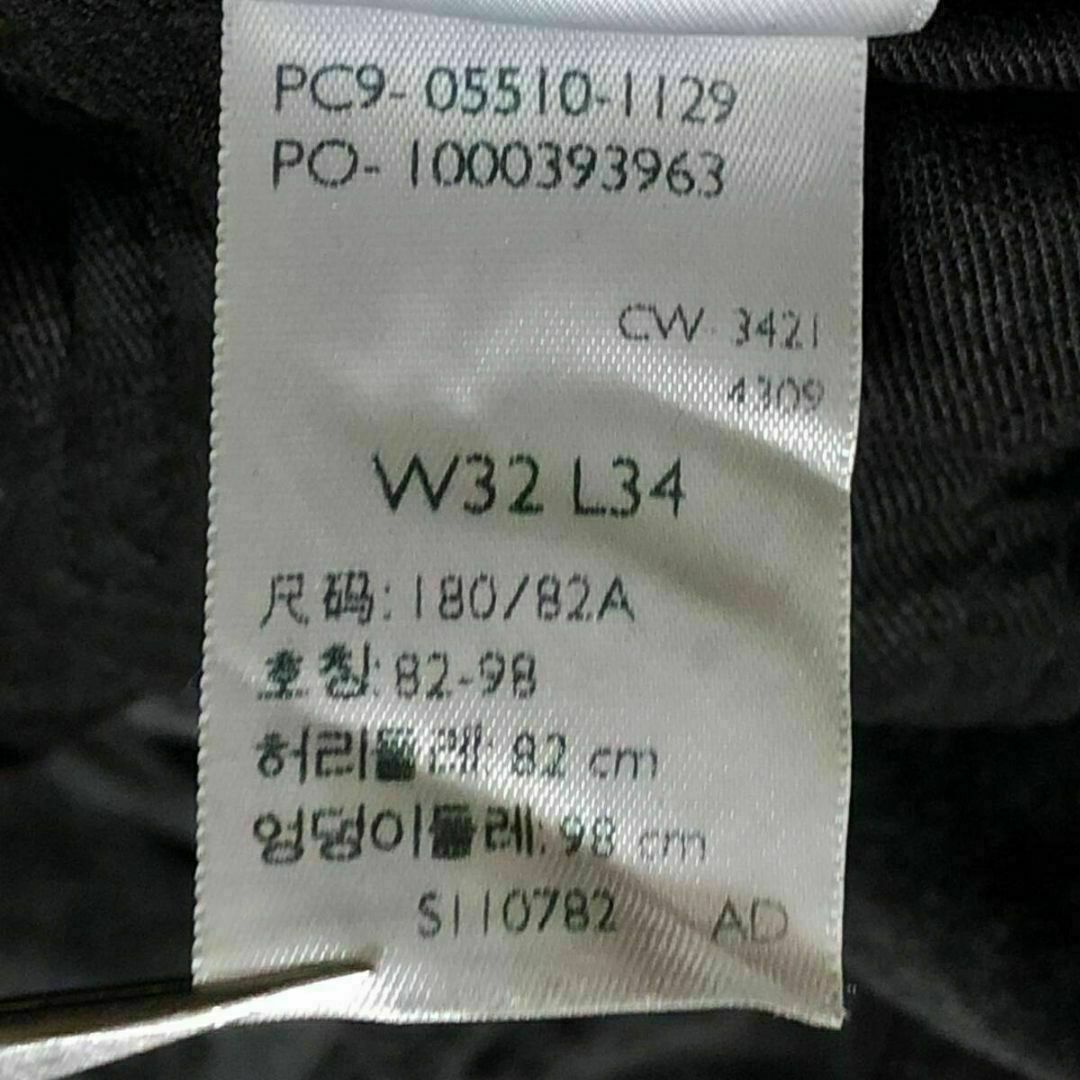 PC9- 05510-1129
PO- 1000393963
CW 3421
4309
W32 L34
尺码: 180/82A
호칭: 82-98
허리둘레: 82 cm
엉덩이둘레: 98 cm
S110782 AD